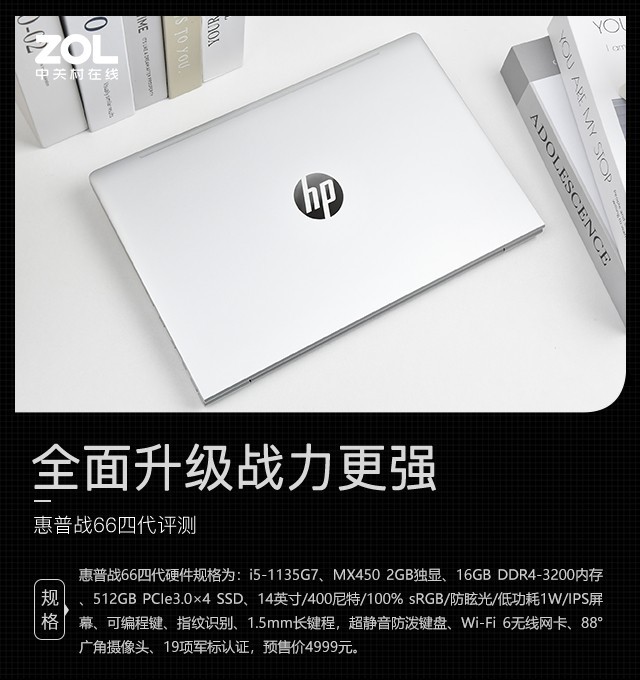 ZOL
中关村在线
YOU ARE MY STOP
ADOLESCENCE
hp
全面升级战力更强
惠普战66四代评测
规格
惠普战66四代硬件规格为：i5-1135G7、MX450 2GB独显、16GB DDR4-3200内存
、512GB PCIe3.0×4 SSD、14英寸/400尼特/100% sRGB/防眩光/低功耗1W/IPS屏
幕、可编程键、指纹识别、1.5mm长键程，超静音防泼键盘、Wi-Fi 6无线网卡、88°
广角摄像头、19项军标认证，预售价4999元。